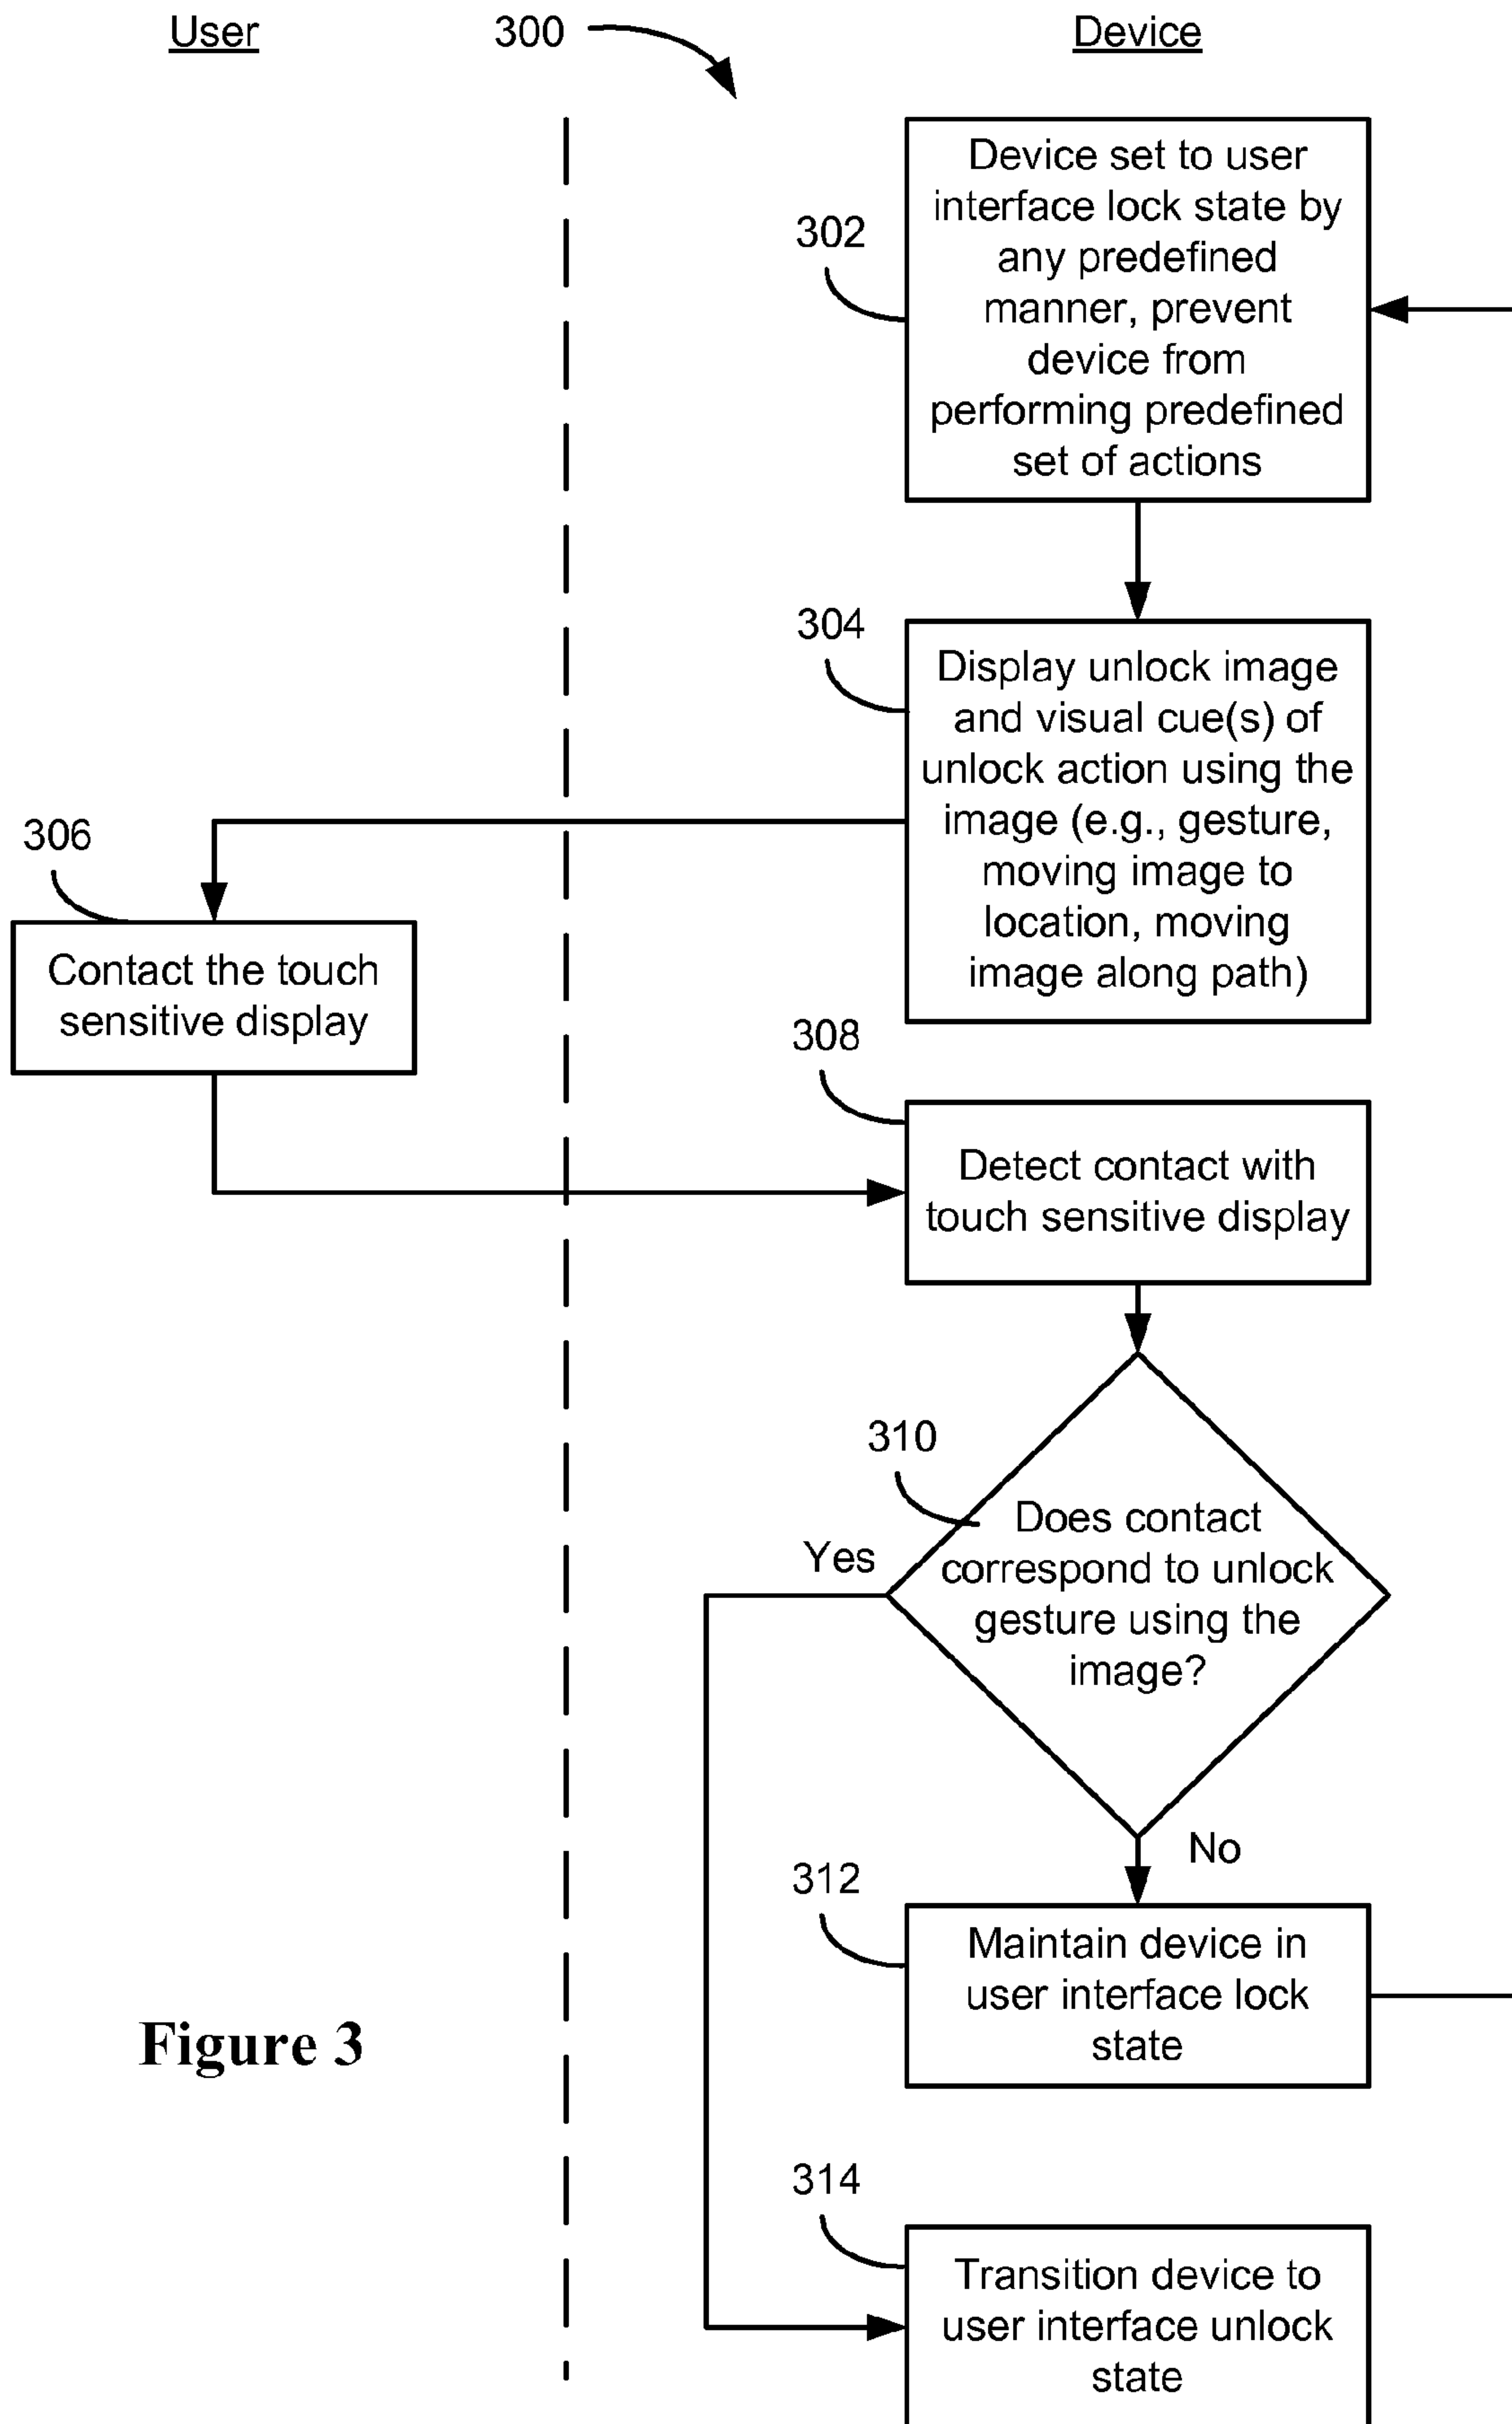 User
300
Device
302
Device set to user
interface lock state by
any predefined
manner, prevent
device from
performing predefined
set of actions
304
Display unlock image
and visual cue(s) of
unlock action using the
image (e.g., gesture,
moving image to
location, moving
image along path)
306
Contact the touch
sensitive display
308
Detect contact with
touch sensitive display
310
Does contact
correspond to unlock
gesture using the
image?
Yes
No
312
Maintain device in
user interface lock
state
314
Transition device to
user interface unlock
state
Figure 3